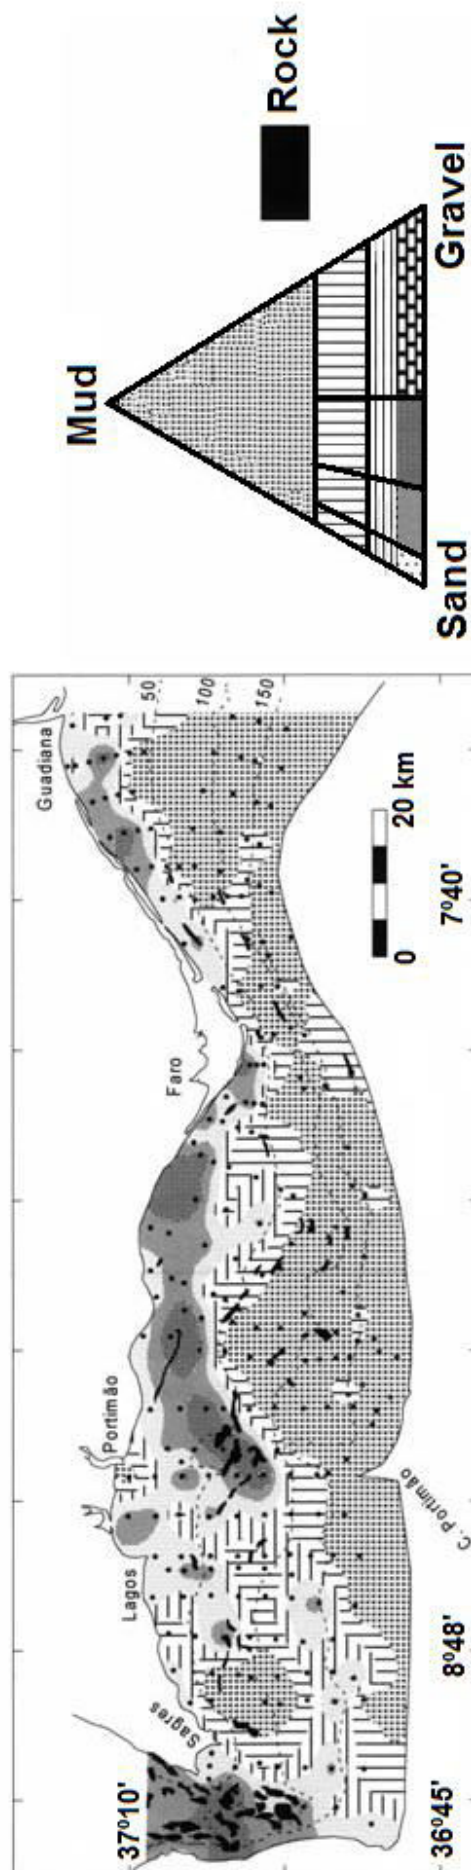 Guadiana
50
100
150
Faro
Portimão
Lagos
Sagres
C. Portimão
37º10'
36º45'
8º48'
7º40'
0 20 km
Mud
Sand
Gravel
Rock